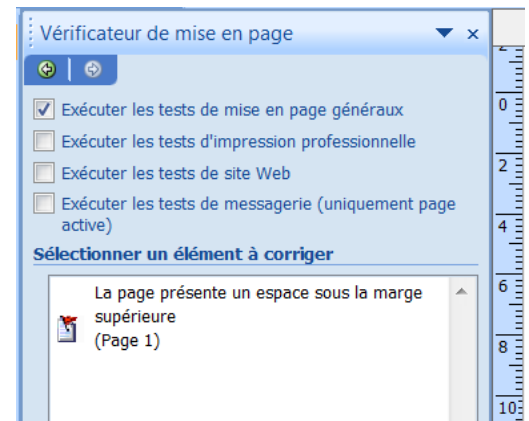 Vérificateur de mise en page
Exécuter les tests de mise en page généraux
Exécuter les tests d'impression professionnelle
Exécuter les tests de site Web
Exécuter les tests de messagerie (uniquement page
active)
Sélectionner un élément à corriger
La page présente un espace sous la marge
supérieure
(Page 1)
0
2
4
6
8
10